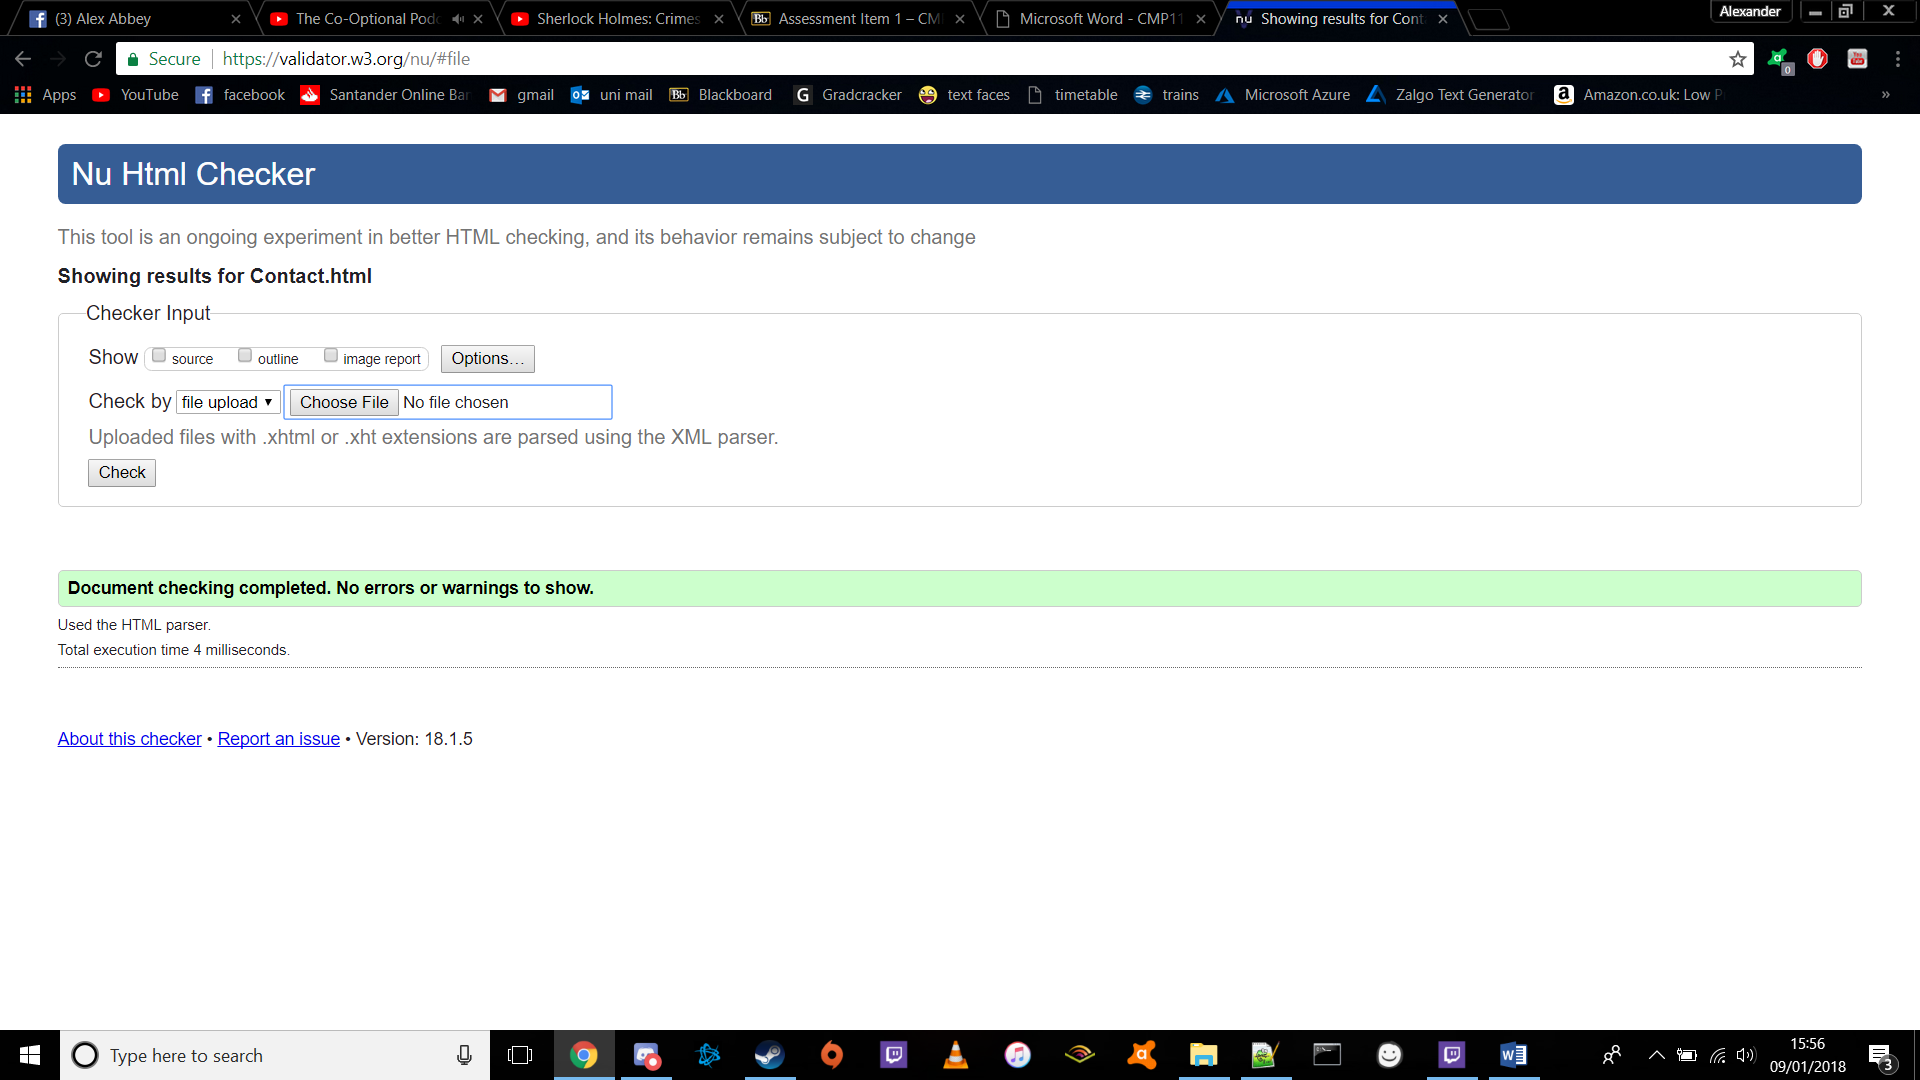 (3) Alex Abbey
The Co-Optional Podc
Sherlock Holmes: Crimes
Bb Assessment Item 1 – CM
Microsoft Word - CMP11
nu Showing results for Cont
Alexander
Secure https://validator.w3.org/nu/#file
0
Apps YouTube facebook Santander Online Ban gmail uni mail Bb Blackboard G Gradcracker text faces timetable trains Microsoft Azure Zalgo Text Generator a Amazon.co.uk: Low P »
Nu Html Checker
This tool is an ongoing experiment in better HTML checking, and its behavior remains subject to change
Showing results for Contact.html
Checker Input
Show source outline image report Options...
Check by file upload Choose File No file chosen
Uploaded files with .xhtml or .xht extensions are parsed using the XML parser.
Check
Document checking completed. No errors or warnings to show.
Used the HTML parser.
Total execution time 4 milliseconds.
About this checker • Report an issue • Version: 18.1.5
Type here to search
15:56
09/01/2018
3